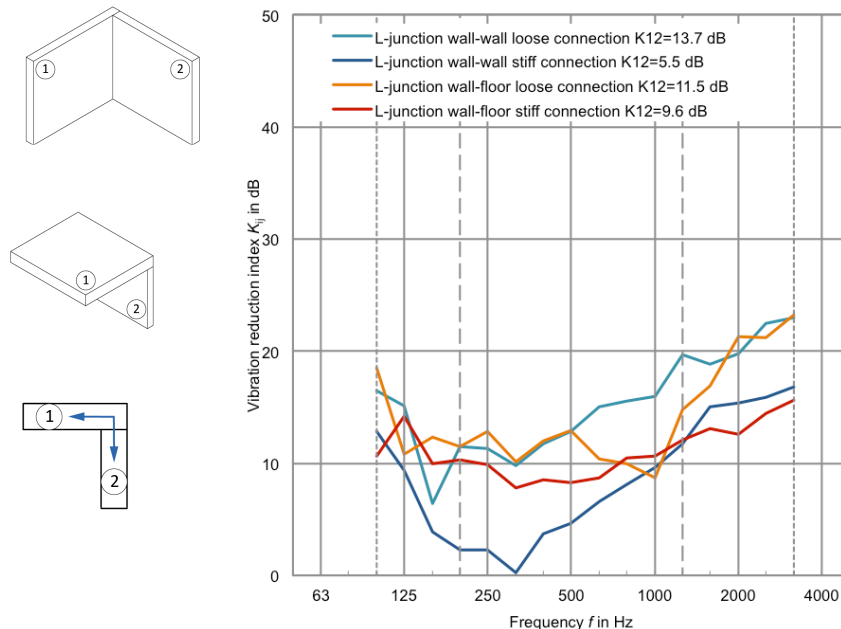 1
2
1
2
1
2
50
40
30
20
10
0
Vibration reduction index Kij in dB
L-junction wall-wall loose connection K12=13.7 dB
L-junction wall-wall stiff connection K12=5.5 dB
L-junction wall-floor loose connection K12=11.5 dB
L-junction wall-floor stiff connection K12=9.6 dB
63 125 250 500 1000 2000 4000
Frequency f in Hz